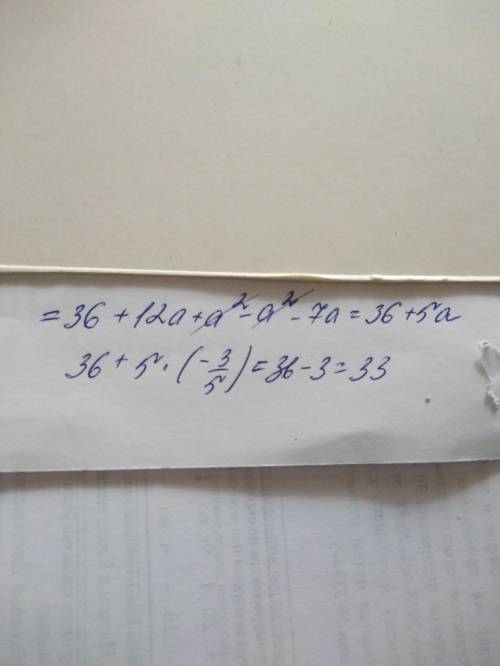 = 36 + 12a + a² - a² - 7a = 36 + 5a
36 + 5 · (-3/5) = 36 - 3 = 33